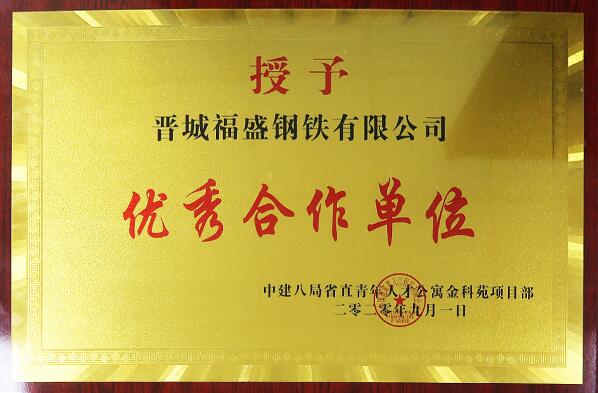 授予
晋城福盛钢铁有限公司
优秀合作单位
中建八局省直青年人才公寓金科苑项目部
二零二零年九月一日